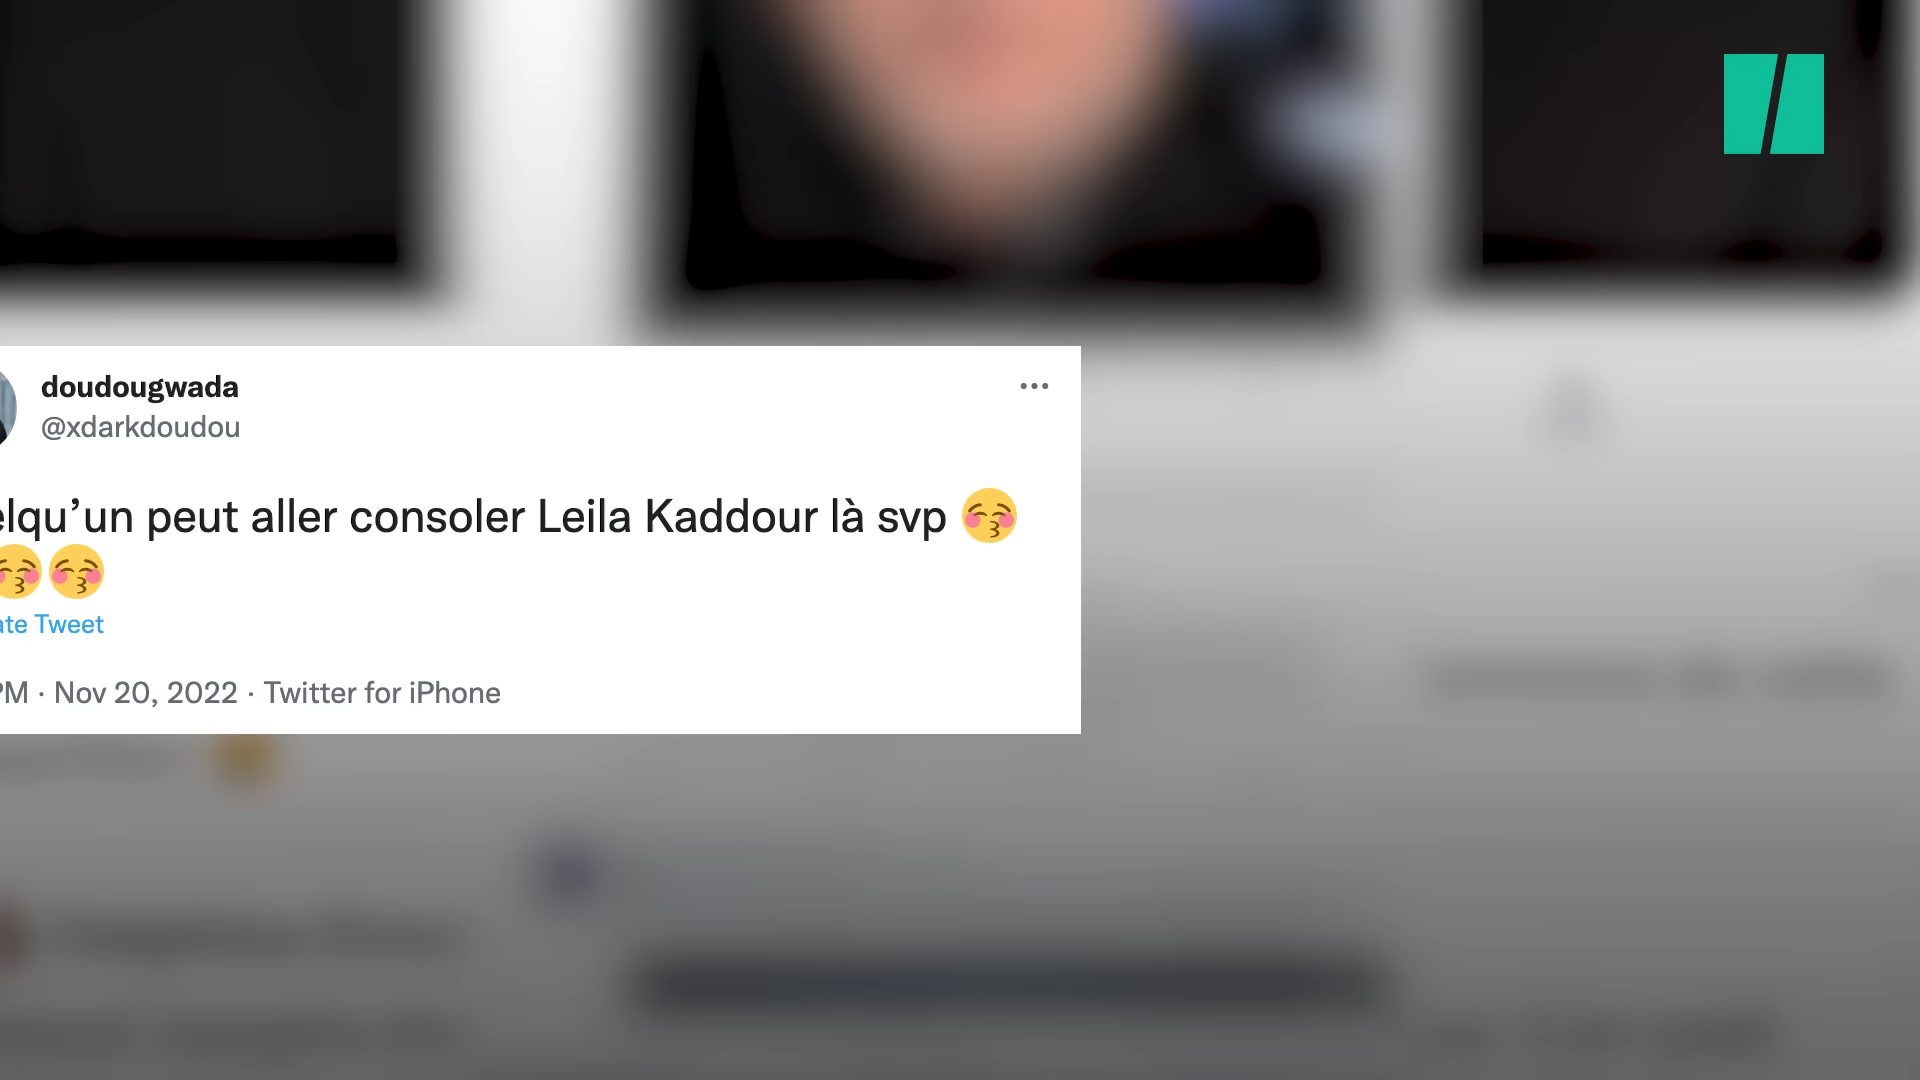 doudougwada
@xdarkdoudou
elqu’un peut aller consoler Leila Kaddour là svp 😚
😚😚
ate Tweet
PM · Nov 20, 2022 · Twitter for iPhone